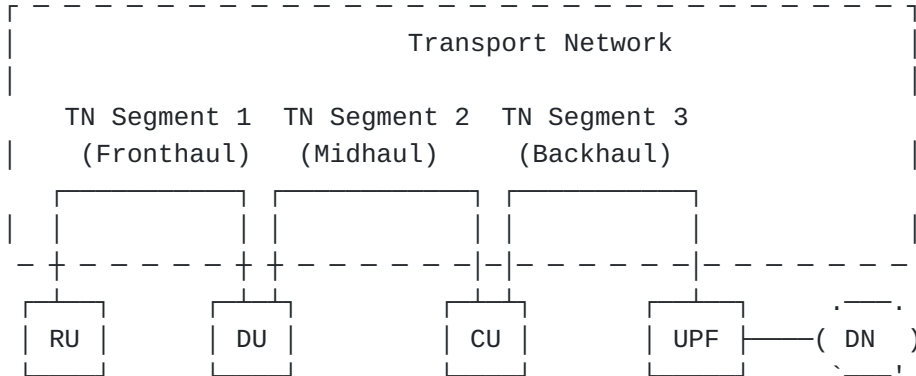 Transport Network
TN Segment 1 TN Segment 2 TN Segment 3
(Fronthaul) (Midhaul) (Backhaul)
RU DU CU UPF DN